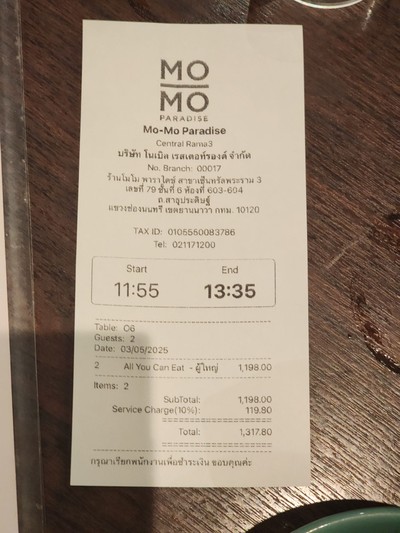 MO
MO
PARADISE
Mo-Mo Paradise
Central Rama3
บริษัท โนเบิล เรสเตอท์รองต์ จำกัด
No. Branch: 00017
ร้านโมโม พาราไดซ์ สาขาเซ็นทรัลพระราม 3
เลขที่ 79 ชั้นที่ 6 ห้องที่ 603-604
ถ.สาธุประดิษฐ์
แขวงช่องนนทรี เขตยานนาวา กทม. 10120
TAX ID: 0105550083786
Tel: 021171200
Start End
11:55 13:35
Table: O6
Guests: 2
Date: 03/05/2025
2 All You Can Eat - ผู้ใหญ่ 1,198.00
Items: 2
SubTotal: 1,198.00
Service Charge(10%): 119.80
Total: 1,317.80
กรุณาเรียกพนักงานเพื่อชำระเงิน ขอบคุณค่ะ